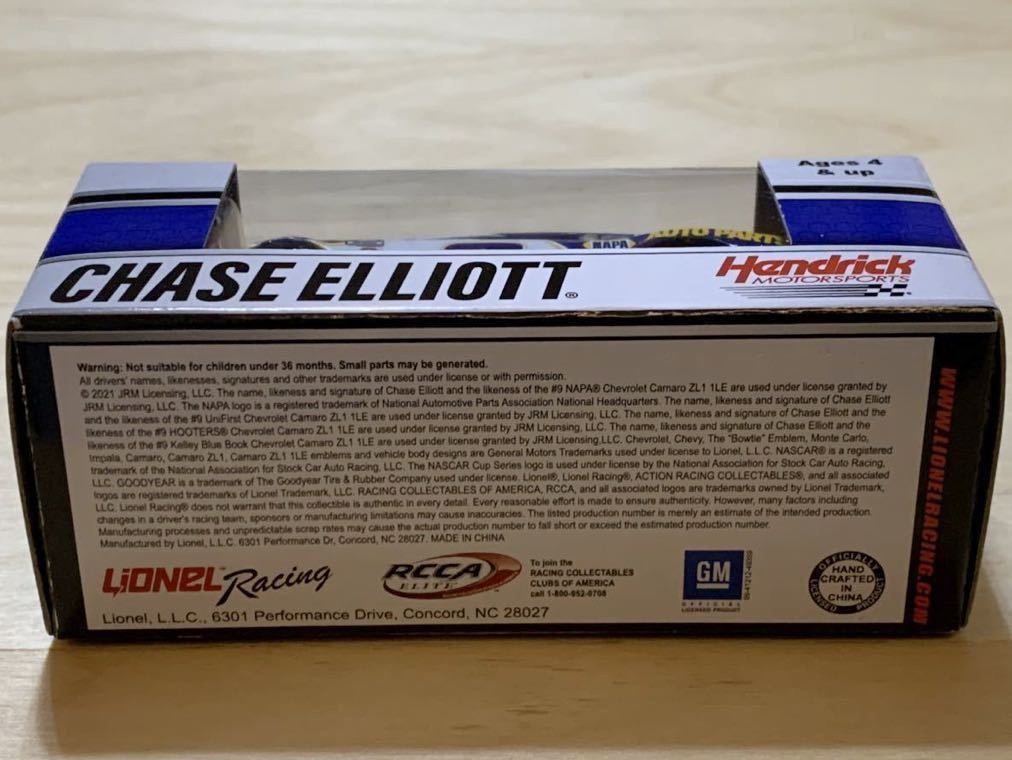 Ages 4
& up
NAPA
AUTO PARTS
CHASE ELLIOTT®
Hendrick
MOTORSPORTS
Warning: Not suitable for children under 36 months. Small parts may be generated.
All drivers' names, likenesses, signatures and other trademarks are used under license or with permission.
© 2021 JRM Licensing, LLC. The name, likeness and signature of Chase Elliott and the likeness of the #9 NAPA® Chevrolet Camaro ZL1 1LE are used under license granted by
JRM Licensing, LLC. The NAPA logo is a registered trademark of National Automotive Parts Association National Headquarters. The name, likeness and signature of Chase Elliott
and the likeness of the #9 UniFirst Chevrolet Camaro ZL1 1LE are used under license granted by JRM Licensing, LLC. The name, likeness and signature of Chase Elliott and the
likeness of the #9 HOOTERS® Chevrolet Camaro ZL1 1LE are used under license granted by JRM Licensing, LLC. The name, likeness and signature of Chase Elliott and the
likeness of the #9 Kelley Blue Book Chevrolet Camaro ZL1 1LE are used under license granted by JRM Licensing,LLC. Chevrolet, Chevy, The "Bowtie" Emblem, Monte Carlo,
Impala, Camaro, Camaro ZL1, Camaro ZL1 1LE emblems and vehicle body designs are General Motors Trademarks used under license to Lionel, L.L.C. NASCAR® is a registered
trademark of the National Association for Stock Car Auto Racing, LLC. The NASCAR Cup Series logo is used under license by the National Association for Stock Car Auto Racing,
LLC. GOODYEAR is a trademark of The Goodyear Tire & Rubber Company used under license. Lionel®, Lionel Racing®, ACTION RACING COLLECTABLES®, and all associated
logos are registered trademarks of Lionel Trademark, LLC. RACING COLLECTABLES OF AMERICA, RCCA, and all associated logos are trademarks owned by Lionel Trademark,
LLC. Lionel Racing® does not warrant that this collectible is authentic in every detail. Every reasonable effort is made to ensure authenticity. However, many factors including
changes in a driver's racing team, sponsors or manufacturing limitations may cause inaccuracies. The listed production number is merely an estimate of the intended production.
Manufacturing processes and unpredictable scrap rates may cause the actual production number to fall short or exceed the estimated production number.
Manufactured by Lionel, L.L.C. 6301 Performance Dr, Concord, NC 28027. MADE IN CHINA
LIONEL Racing
RCCA
ELITE
To join the
RACING COLLECTABLES
CLUBS OF AMERICA
call 1-800-952-0708
GM
OFFICIAL
LICENSED PRODUCT
OFFICIALLY
HAND
CRAFTED
IN
CHINA
LICENSED PRODUCT
Lionel, L.L.C., 6301 Performance Drive, Concord, NC 28027
WWW.LIONELRACING.COM